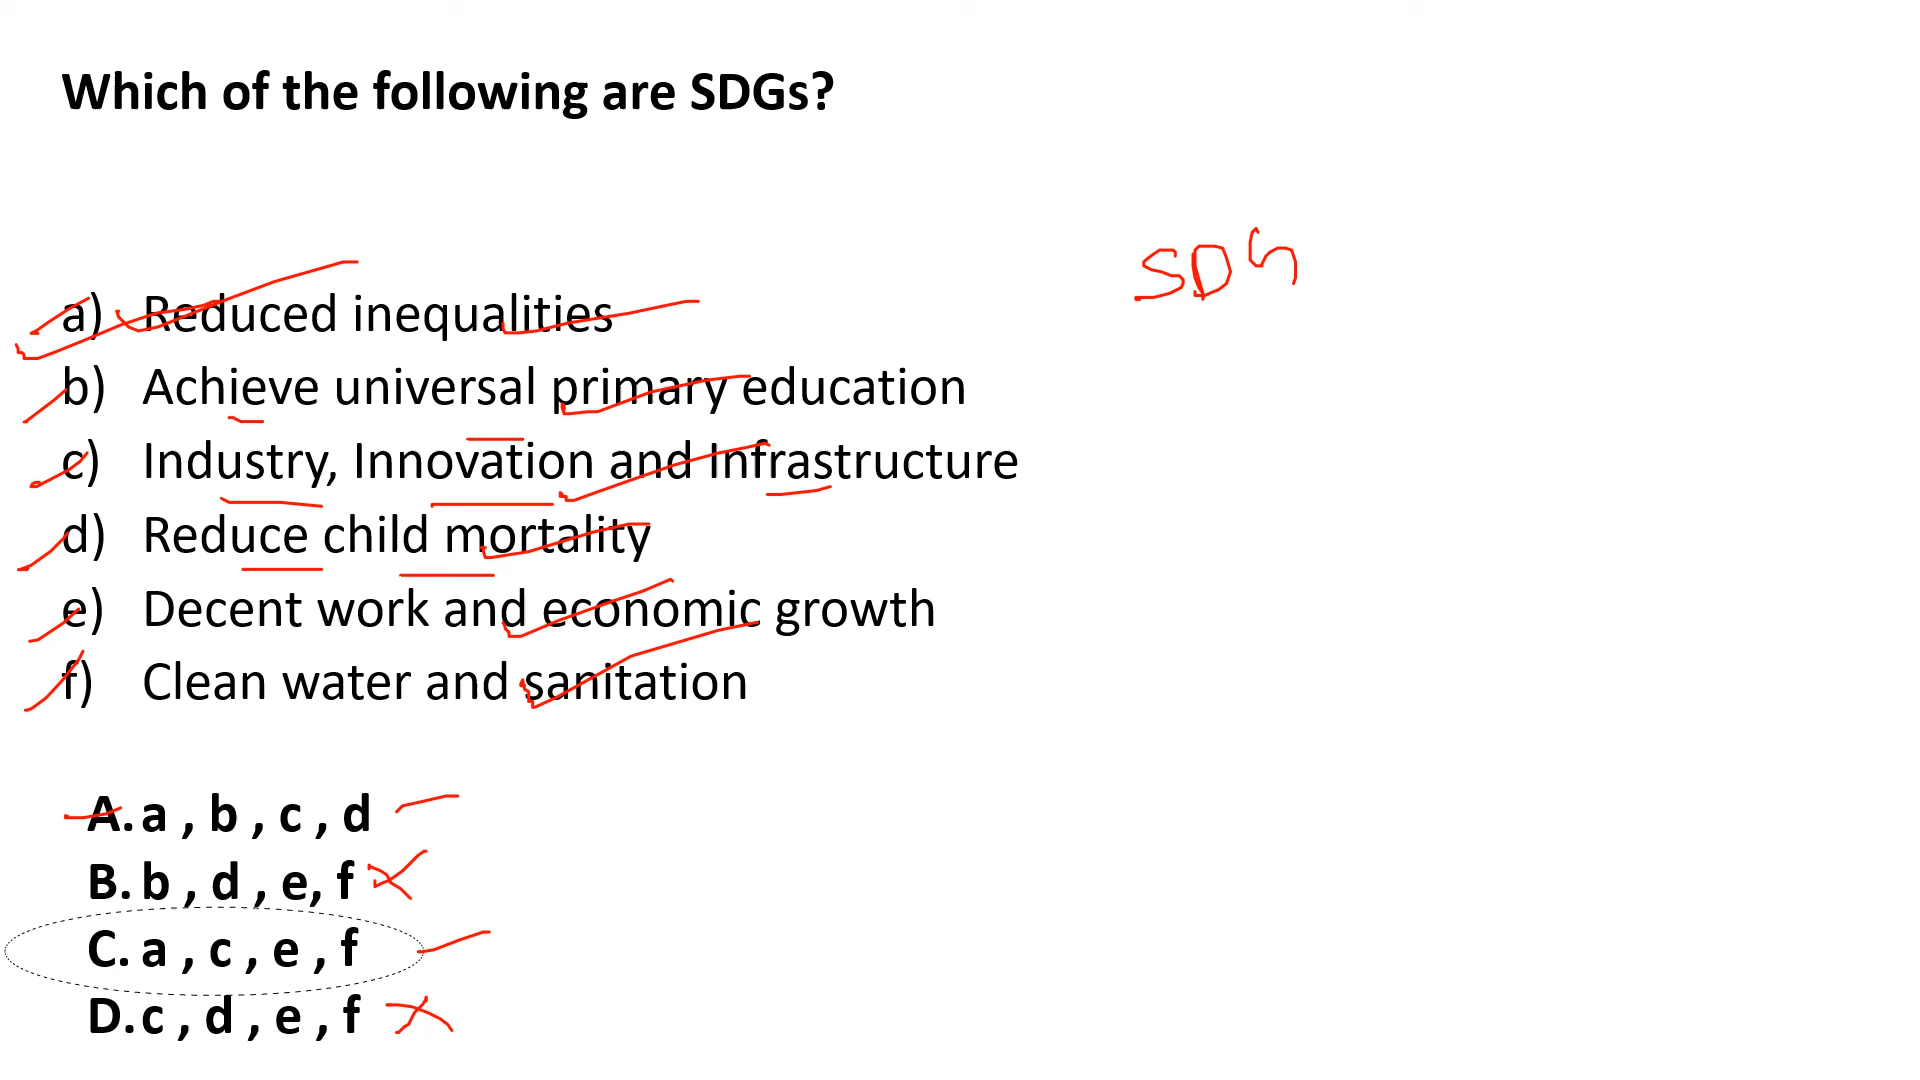 Which of the following are SDGs?
SDG
a) Reduced inequalities
b) Achieve universal primary education
c) Industry, Innovation and Infrastructure
d) Reduce child mortality
e) Decent work and economic growth
f) Clean water and sanitation
A. a , b , c , d
B. b , d , e, f
C. a , c , e , f
D. c , d , e , f